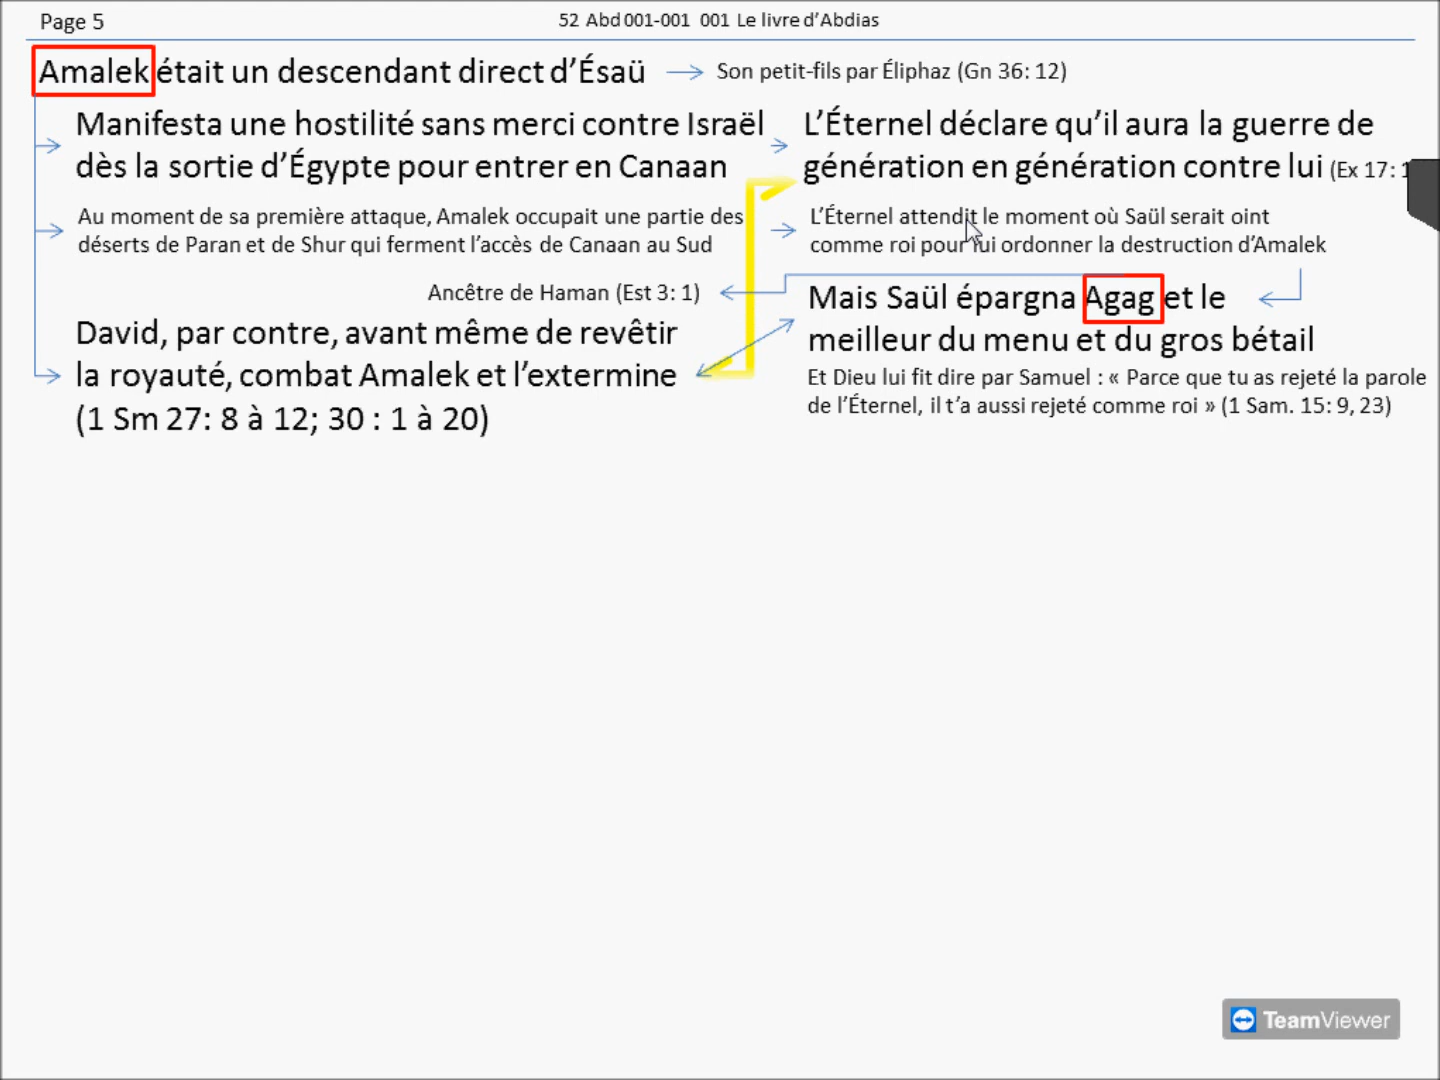 Page 5
52 Abd 001-001 001 Le livre d’Abdias
Amalek était un descendant direct d’Ésaü
Son petit-fils par Éliphaz (Gn 36: 12)
Manifesta une hostilité sans merci contre Israël
dès la sortie d’Égypte pour entrer en Canaan
L’Éternel déclare qu’il aura la guerre de
génération en génération contre lui (Ex 17:
Au moment de sa première attaque, Amalek occupait une partie des
déserts de Paran et de Shur qui ferment l’accès de Canaan au Sud
L’Éternel attendit le moment où Saül serait oint
comme roi pour lui ordonner la destruction d’Amalek
Ancêtre de Haman (Est 3: 1)
Mais Saül épargna Agag et le
meilleur du menu et du gros bétail
David, par contre, avant même de revêtir
la royauté, combat Amalek et l’extermine
(1 Sm 27: 8 à 12; 30 : 1 à 20)
Et Dieu lui fit dire par Samuel : « Parce que tu as rejeté la parole
de l’Éternel, il t’a aussi rejeté comme roi » (1 Sam. 15: 9, 23)
TeamViewer